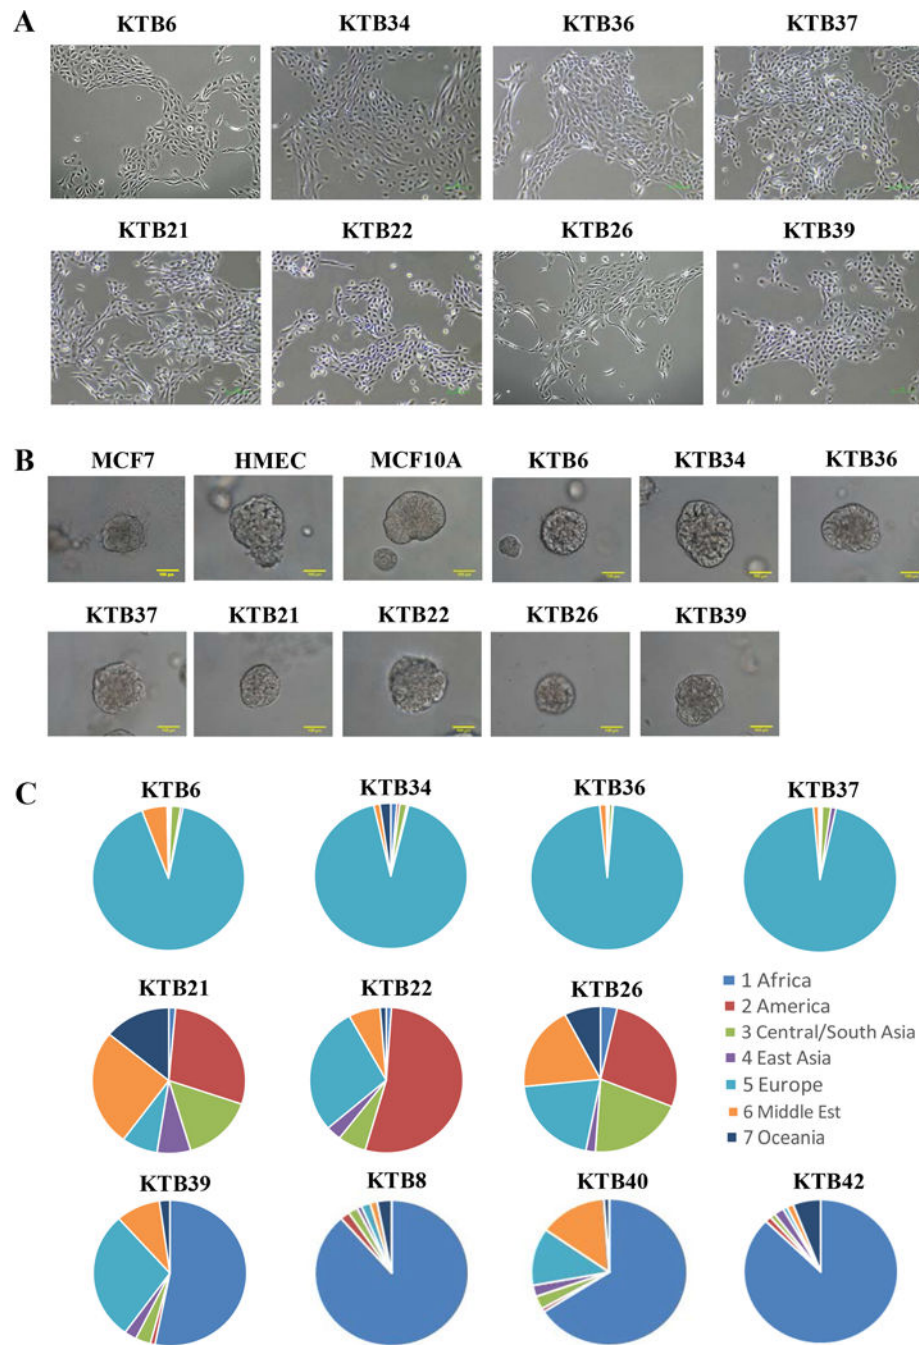 A
KTB6 KTB34 KTB36 KTB37
KTB21 KTB22 KTB26 KTB39
B
MCF7 HMEC MCF10A KTB6 KTB34 KTB36
KTB37 KTB21 KTB22 KTB26 KTB39
C
KTB6 KTB34 KTB36 KTB37
KTB21 KTB22 KTB26
1 Africa
2 America
3 Central/South Asia
4 East Asia
5 Europe
6 Middle Est
7 Oceania
KTB39 KTB8 KTB40 KTB42